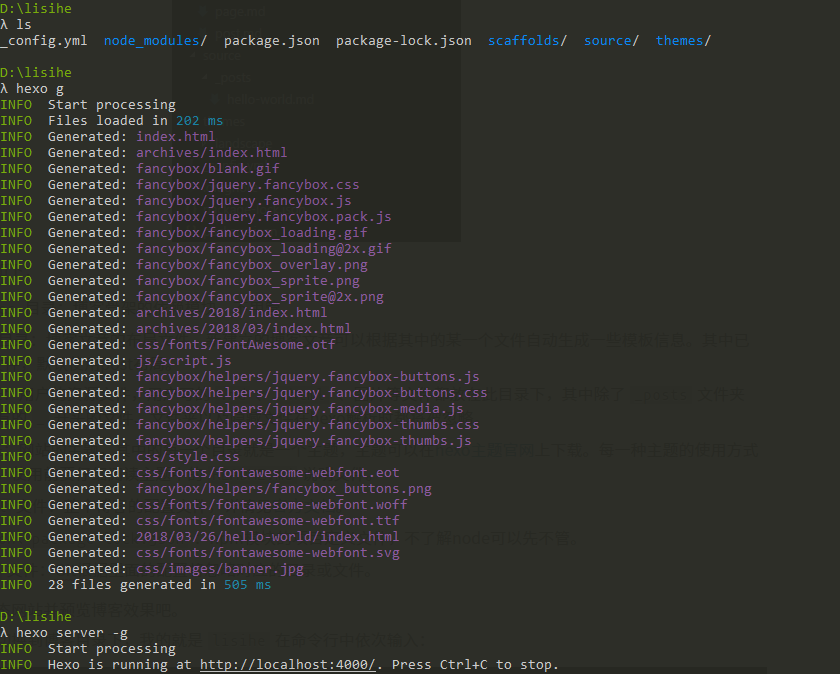 D:\lisihe
λ ls
_config.yml  node_modules/  package.json  package-lock.json  scaffolds/  source/  themes/
D:\lisihe
λ hexo g
INFO  Start processing
INFO  Files loaded in 202 ms
INFO  Generated: index.html
INFO  Generated: archives/index.html
INFO  Generated: fancybox/blank.gif
INFO  Generated: fancybox/jquery.fancybox.css
INFO  Generated: fancybox/jquery.fancybox.js
INFO  Generated: fancybox/jquery.fancybox.pack.js
INFO  Generated: fancybox/fancybox_loading.gif
INFO  Generated: fancybox/fancybox_loading@2x.gif
INFO  Generated: fancybox/fancybox_overlay.png
INFO  Generated: fancybox/fancybox_sprite.png
INFO  Generated: fancybox/fancybox_sprite@2x.png
INFO  Generated: archives/2018/index.html
INFO  Generated: archives/2018/03/index.html
INFO  Generated: css/fonts/FontAwesome.otf
INFO  Generated: js/script.js
INFO  Generated: fancybox/helpers/jquery.fancybox-buttons.js
INFO  Generated: fancybox/helpers/jquery.fancybox-buttons.css
INFO  Generated: fancybox/helpers/jquery.fancybox-media.js
INFO  Generated: fancybox/helpers/jquery.fancybox-thumbs.css
INFO  Generated: fancybox/helpers/jquery.fancybox-thumbs.js
INFO  Generated: css/style.css
INFO  Generated: css/fonts/fontawesome-webfont.eot
INFO  Generated: fancybox/helpers/fancybox_buttons.png
INFO  Generated: css/fonts/fontawesome-webfont.woff
INFO  Generated: css/fonts/fontawesome-webfont.ttf
INFO  Generated: 2018/03/26/hello-world/index.html
INFO  Generated: css/fonts/fontawesome-webfont.svg
INFO  Generated: css/images/banner.jpg
INFO  28 files generated in 505 ms
D:\lisihe
λ hexo server -g
INFO  Start processing
INFO  Hexo is running at http://localhost:4000/. Press Ctrl+C to stop.